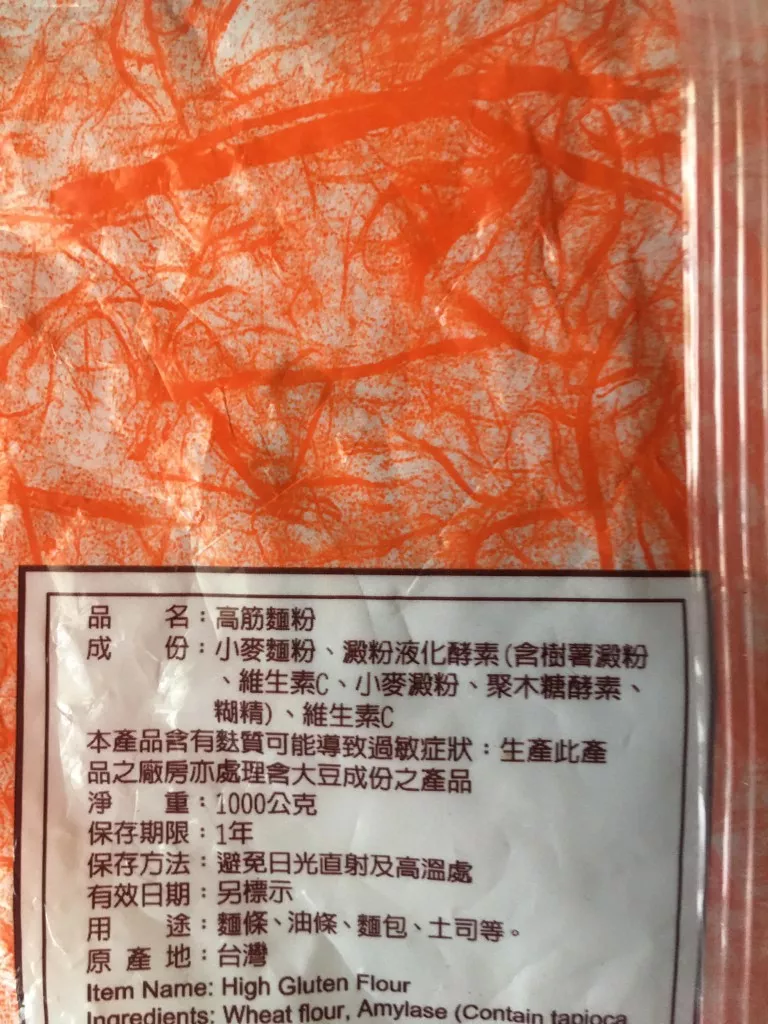 品名：高筋麵粉
成份：小麥麵粉、澱粉液化酵素(含樹薯澱粉
、維生素C、小麥澱粉、聚木糖酵素、
糊精)、維生素C
本產品含有麩質可能導致過敏症狀：生產此產
品之廠房亦處理含大豆成份之產品
淨重：1000公克
保存期限：1年
保存方法：避免日光直射及高溫處
有效日期：另標示
用途：麵條、油條、麵包、土司等。
原產地：台灣
Item Name: High Gluten Flour
Ingredients: Wheat flour, Amylase (Contain tapioca